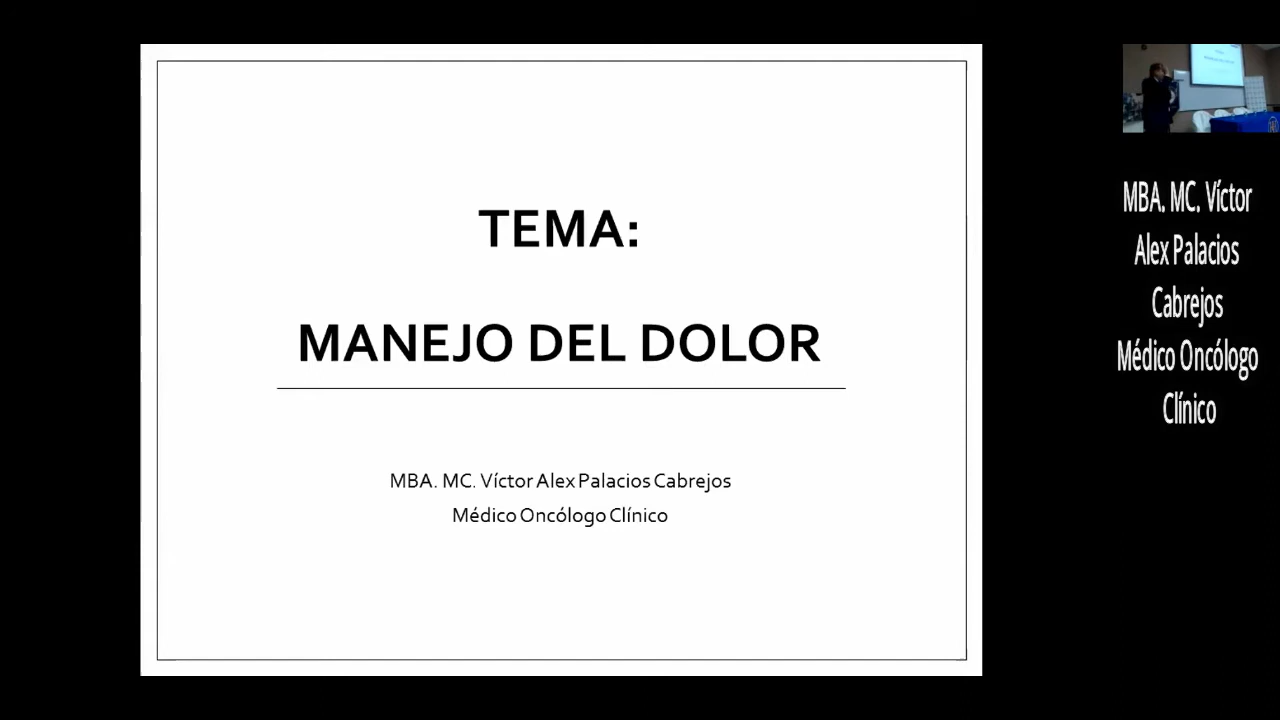 TEMA:
MANEJO DEL DOLOR
MBA. MC. Víctor Alex Palacios Cabrejos
Médico Oncólogo Clínico
MBA. MC. Víctor
Alex Palacios
Cabrejos
Médico Oncólogo
Clínico